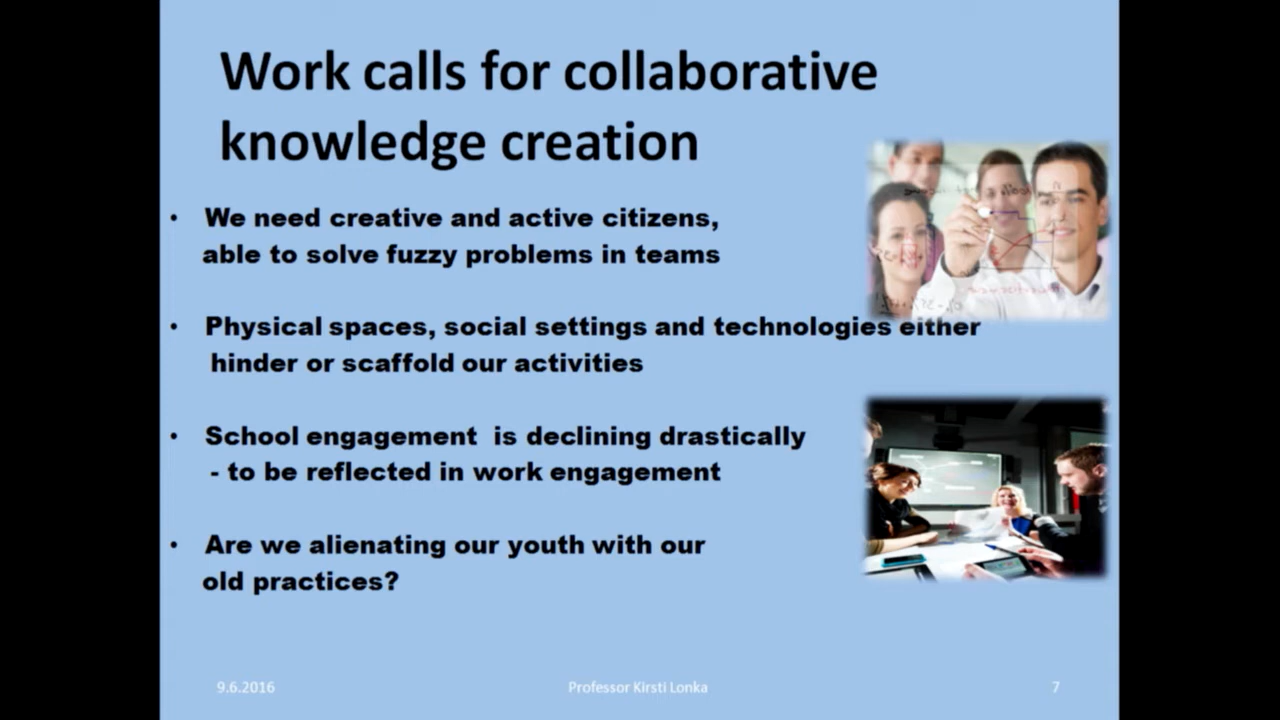 Work calls for collaborative
knowledge creation
• We need creative and active citizens,
able to solve fuzzy problems in teams
• Physical spaces, social settings and technologies either
hinder or scaffold our activities
• School engagement is declining drastically
- to be reflected in work engagement
• Are we alienating our youth with our
old practices?
9.6.2016
Professor Kirsti Lonka
7